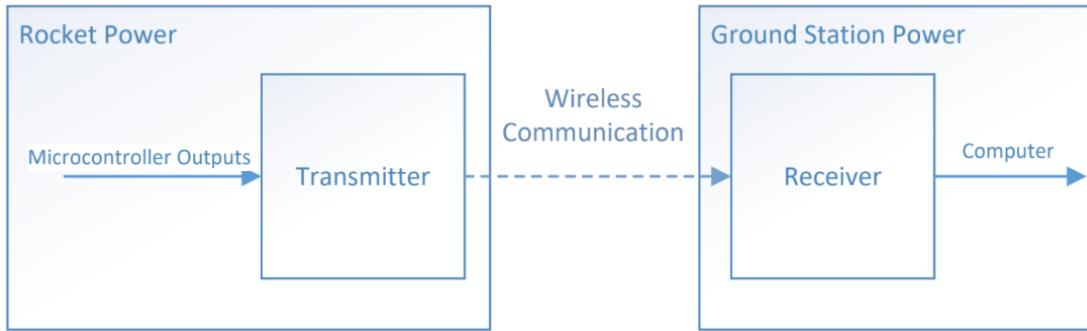 Rocket Power
Ground Station Power
Wireless
Communication
Microcontroller Outputs
Transmitter
Receiver
Computer